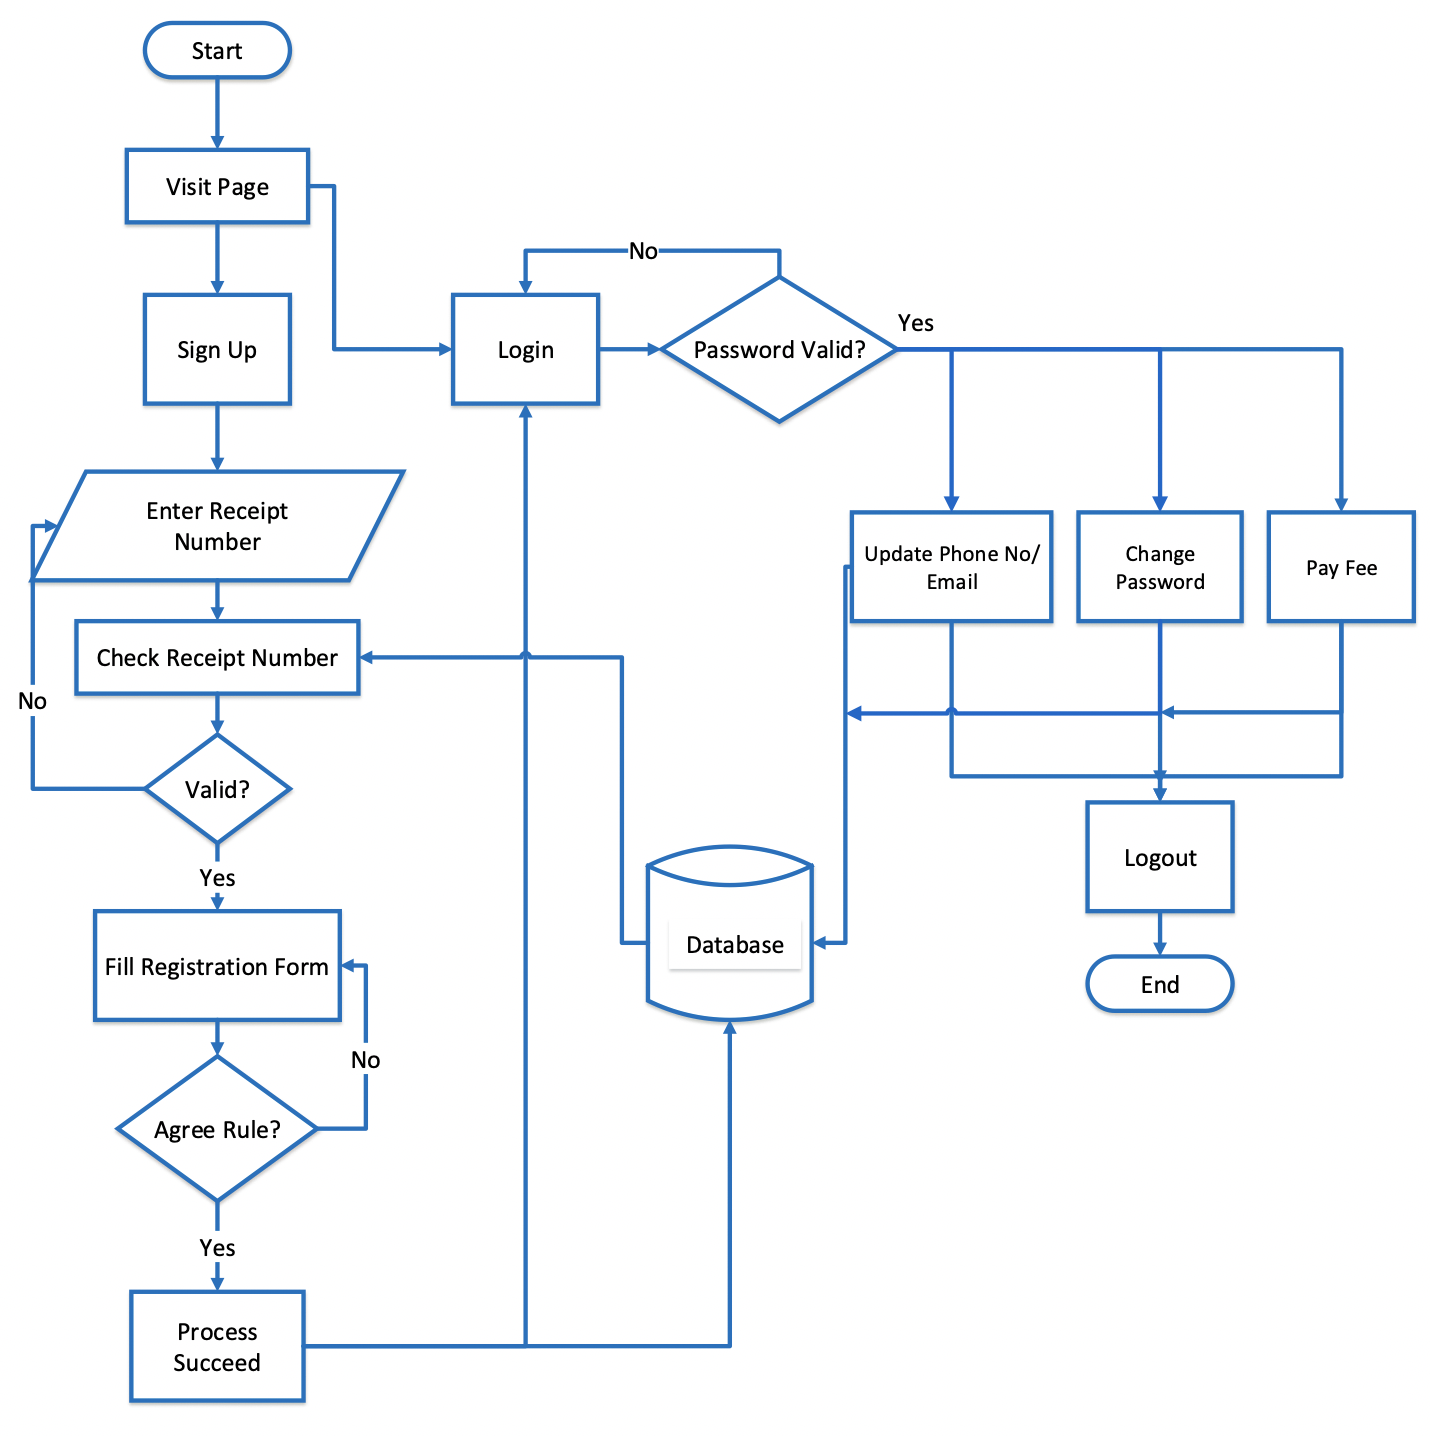 Start
Visit Page
No
Sign Up
Login
Password Valid?
Yes
Enter Receipt
Number
Update Phone No/
Email
Change
Password
Pay Fee
Check Receipt Number
No
Valid?
Yes
Logout
Database
Fill Registration Form
End
No
Agree Rule?
Yes
Process
Succeed